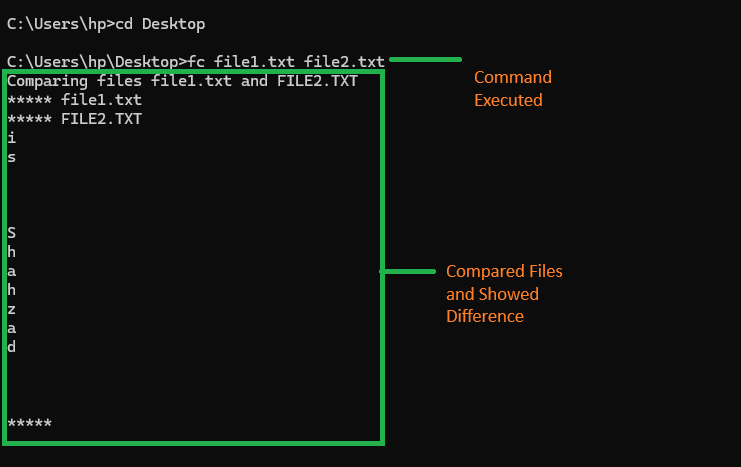 C:\Users\hp>cd Desktop
C:\Users\hp\Desktop>fc file1.txt file2.txt
Command
Executed
Comparing files file1.txt and FILE2.TXT
***** file1.txt
***** FILE2.TXT
i
s
S
h
a
h
z
a
d
Compared Files
and Showed
Difference
*****